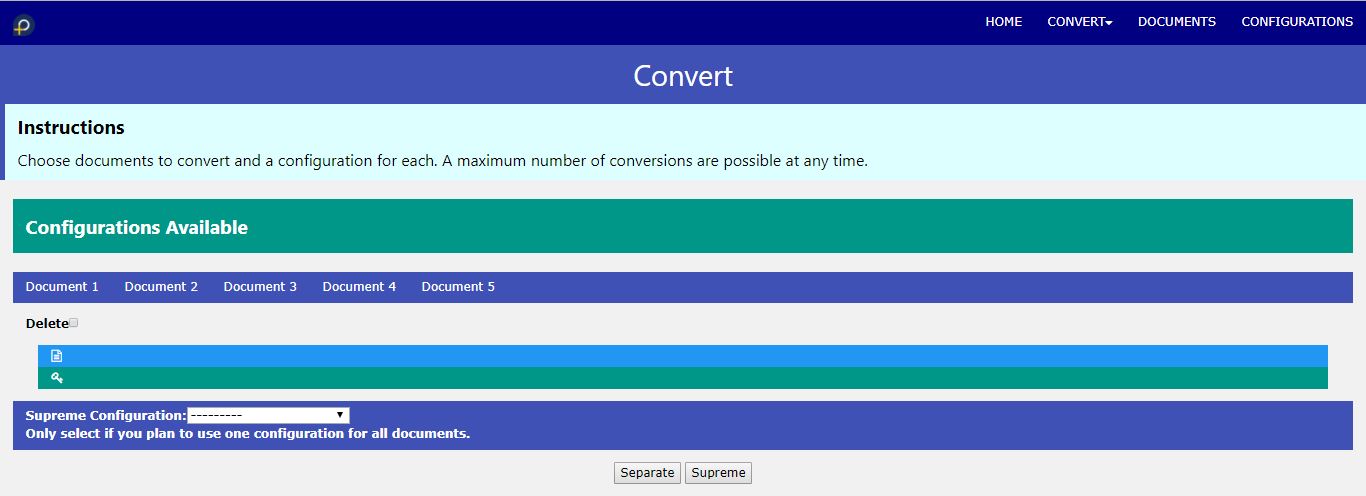 HOME CONVERT DOCUMENTS CONFIGURATIONS
Convert
Instructions
Choose documents to convert and a configuration for each. A maximum number of conversions are possible at any time.
Configurations Available
Document 1 Document 2 Document 3 Document 4 Document 5
Delete
Supreme Configuration: ---------
Only select if you plan to use one configuration for all documents.
Separate Supreme